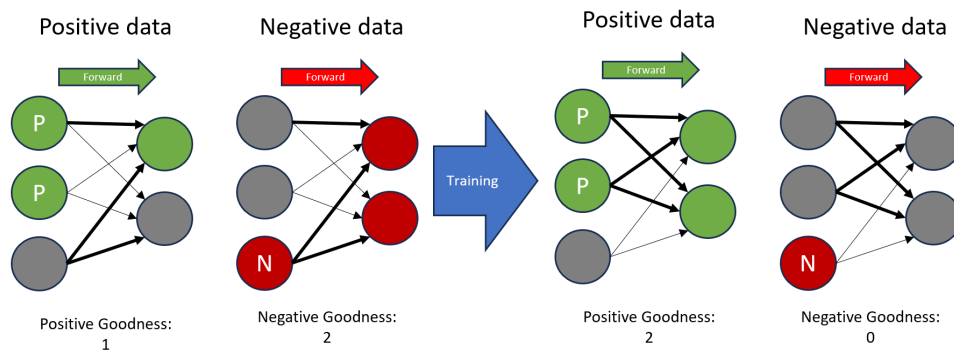 Positive data
Negative data
Positive data
Negative data
Forward
Forward
Forward
Forward
P
P
P
P
Training
N
N
Positive Goodness:
1
Negative Goodness:
2
Positive Goodness:
2
Negative Goodness:
0